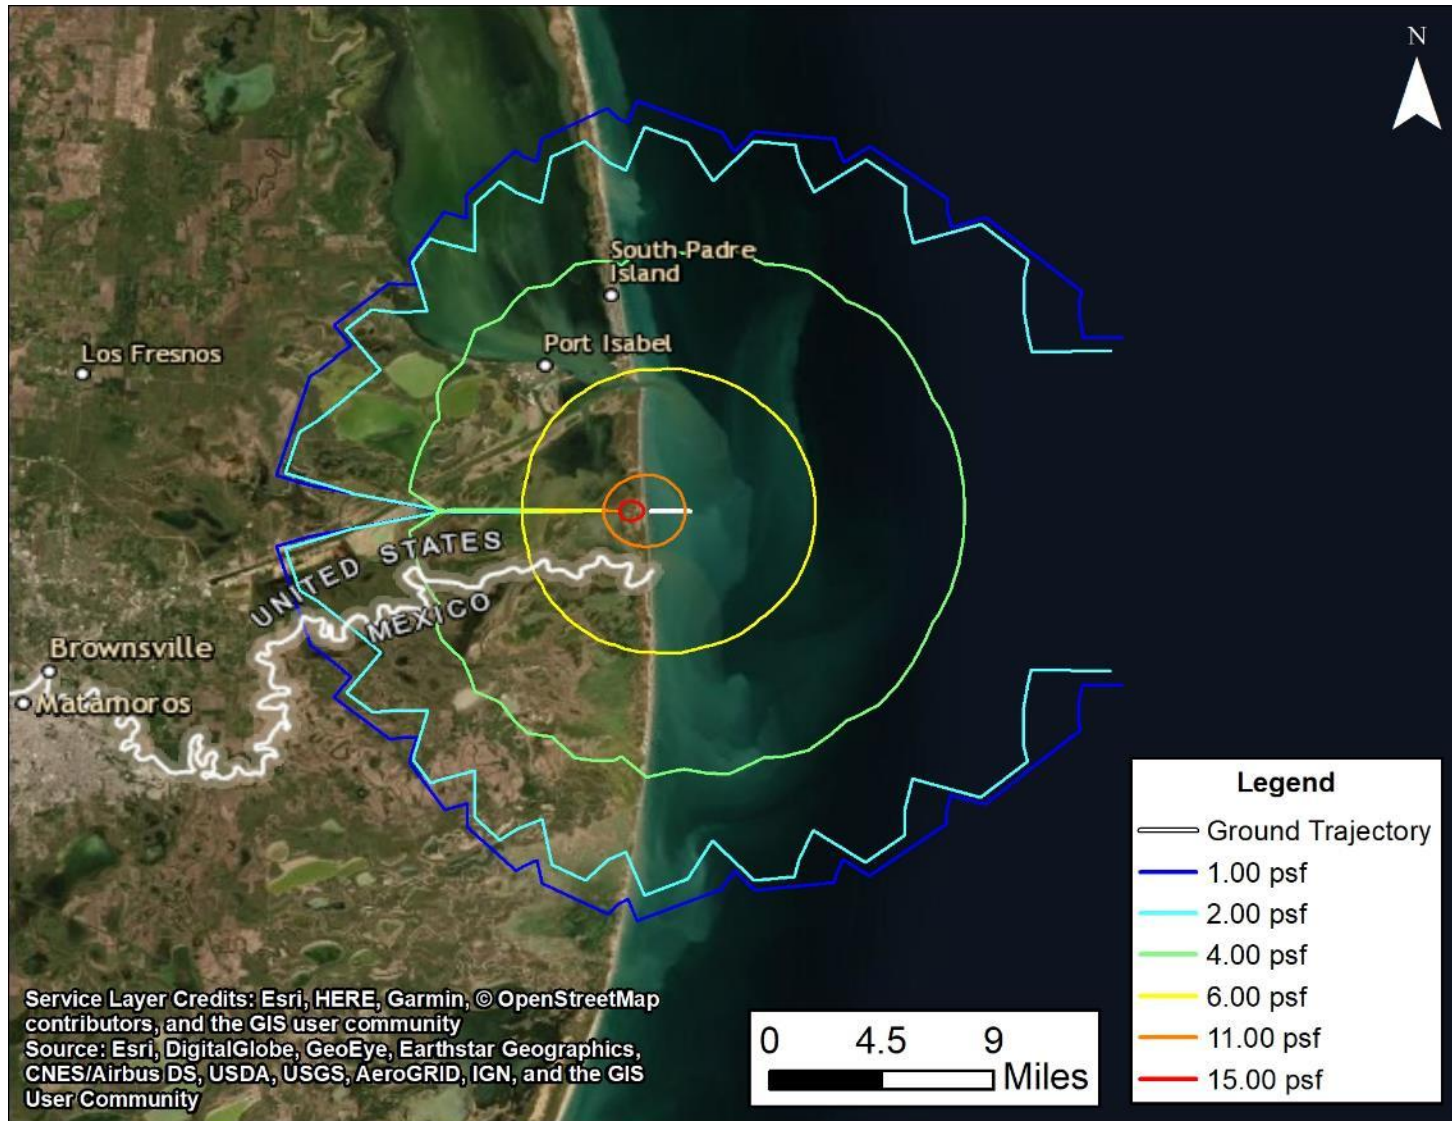 N
South Padre
Island
Port Isabel
Los Fresnos
UNITED STATES
MEXICO
Brownsville
Matamoros
Legend
Ground Trajectory
1.00 psf
2.00 psf
4.00 psf
6.00 psf
11.00 psf
15.00 psf
0 4.5 9
Miles
Service Layer Credits: Esri, HERE, Garmin, © OpenStreetMap
contributors, and the GIS user community
Source: Esri, DigitalGlobe, GeoEye, Earthstar Geographics,
CNES/Airbus DS, USDA, USGS, AeroGRID, IGN, and the GIS
User Community